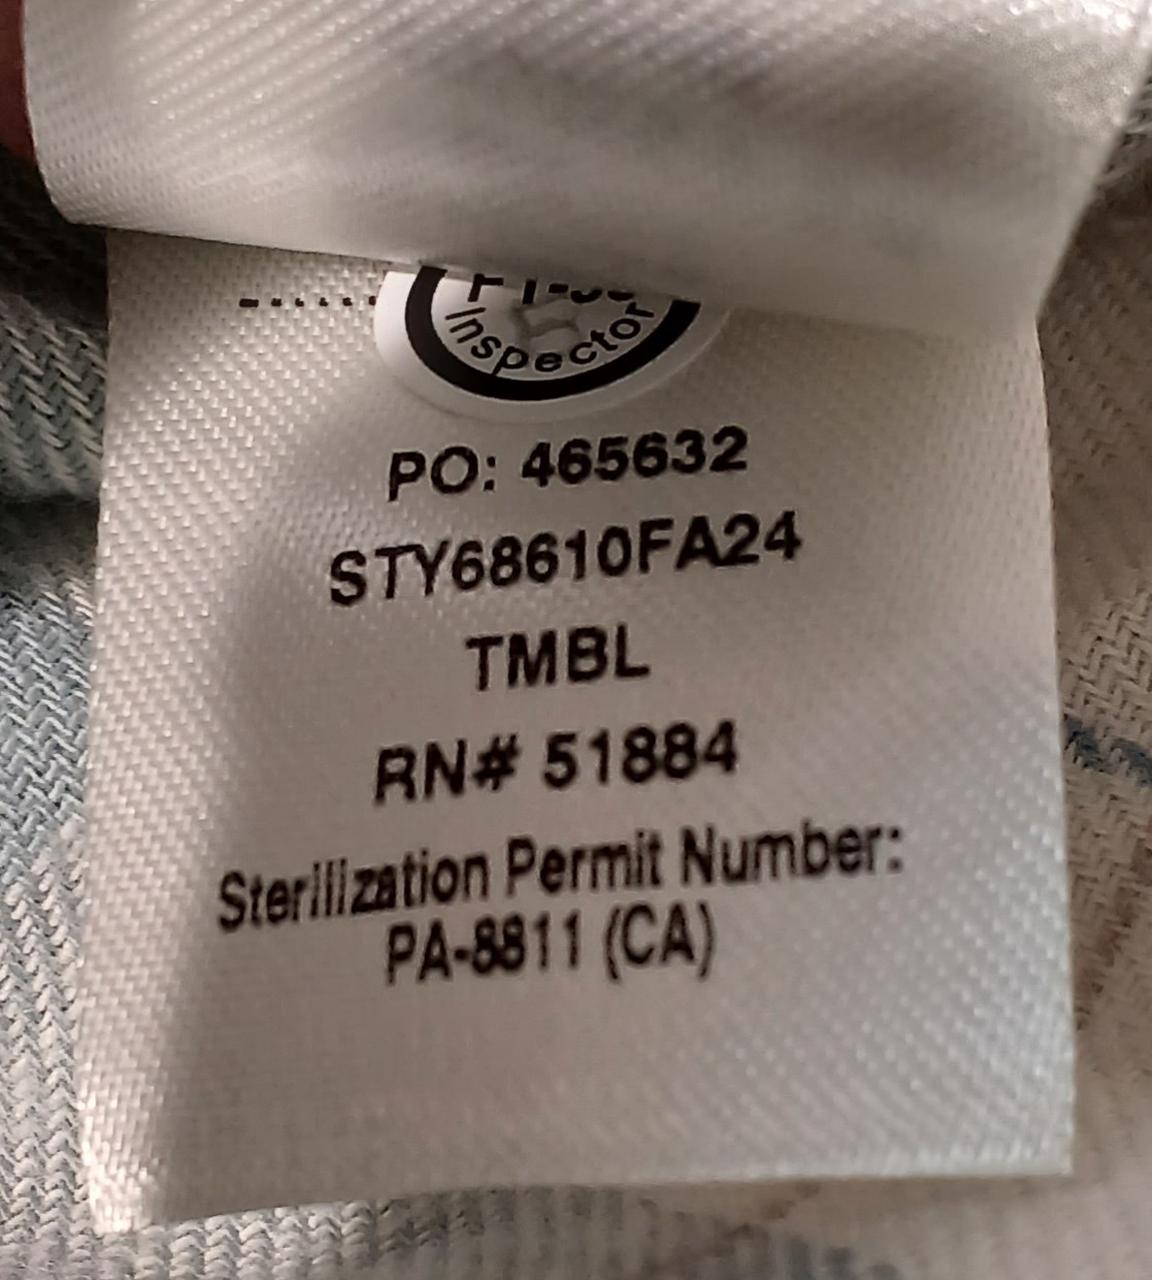 Inspector
PO: 465632
STY68610FA24
TMBL
RN# 51884
Sterilization Permit Number:
PA-8811 (CA)